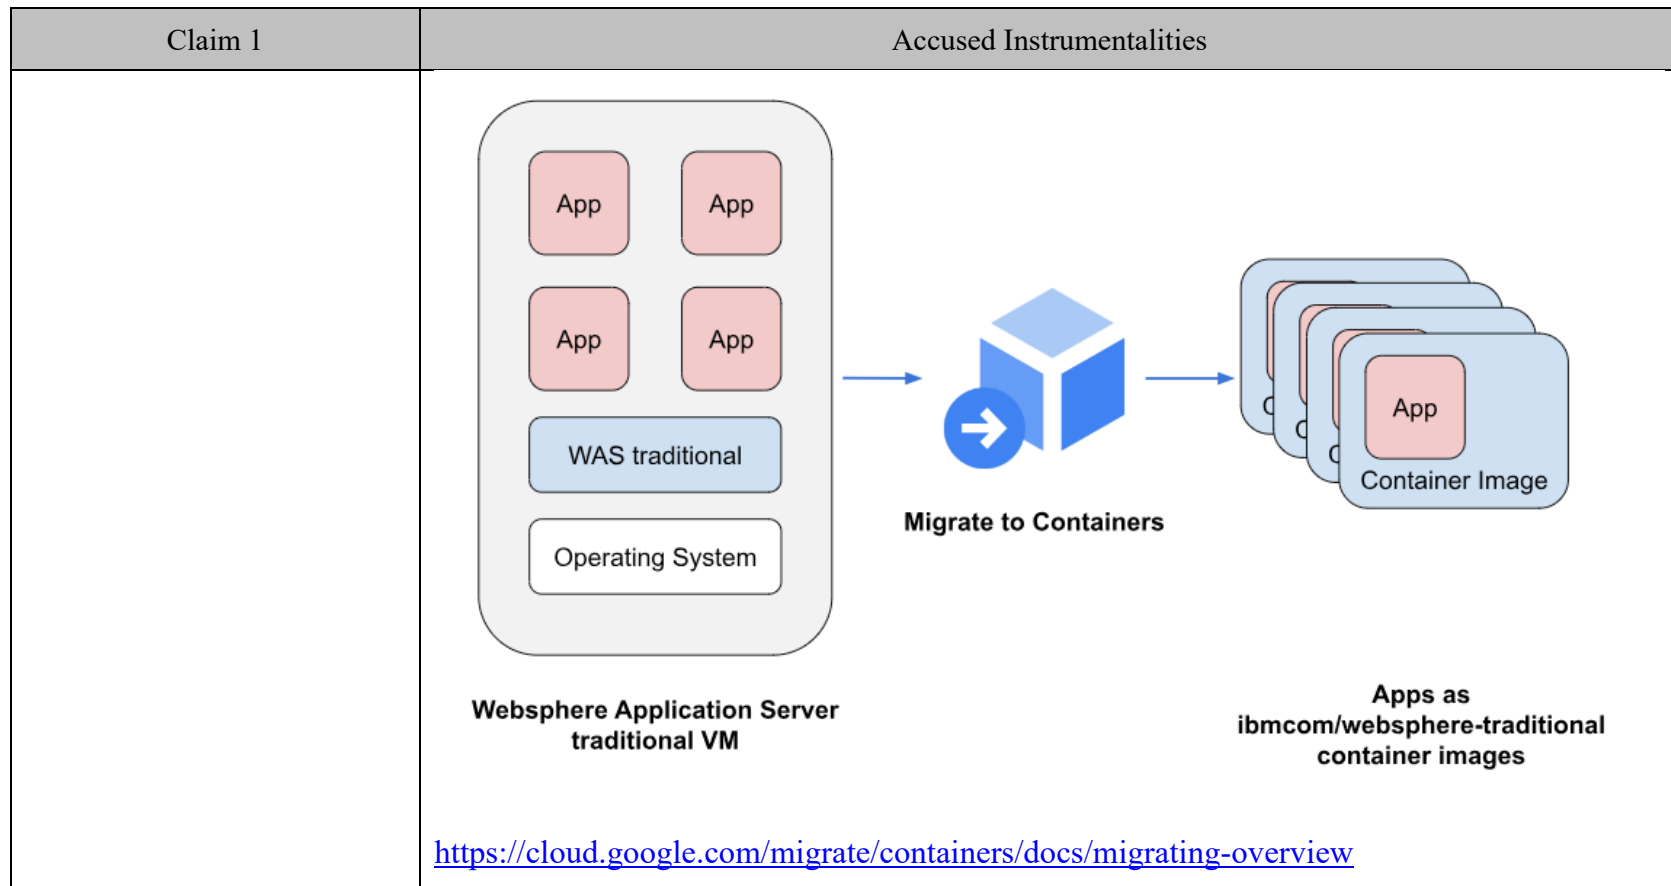 Claim 1
Accused Instrumentalities
App
App
App
App
WAS traditional
Operating System
Websphere Application Server
traditional VM
Migrate to Containers
C
C
C
App
Container Image
Apps as
ibmcom/websphere-traditional
container images
https://cloud.google.com/migrate/containers/docs/migrating-overview